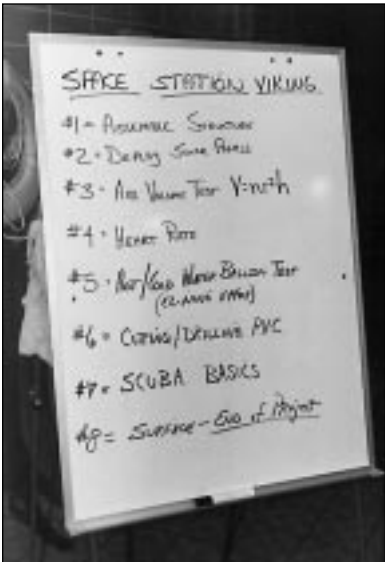 SPACE STATION VIKING
#1 = ASSEMBLE STRUCTURE
#2 = DEPLOY SOLAR PANELS
#3 = AIR VOLUME TEST V=πr²h
#4 = HEART RATE
#5 = HOT/COLD WATER BALLOON TEST
#6 = CUTTING/DRILLING PVC
#7 = SCUBA BASICS
#8 = SURFACE - END of Project